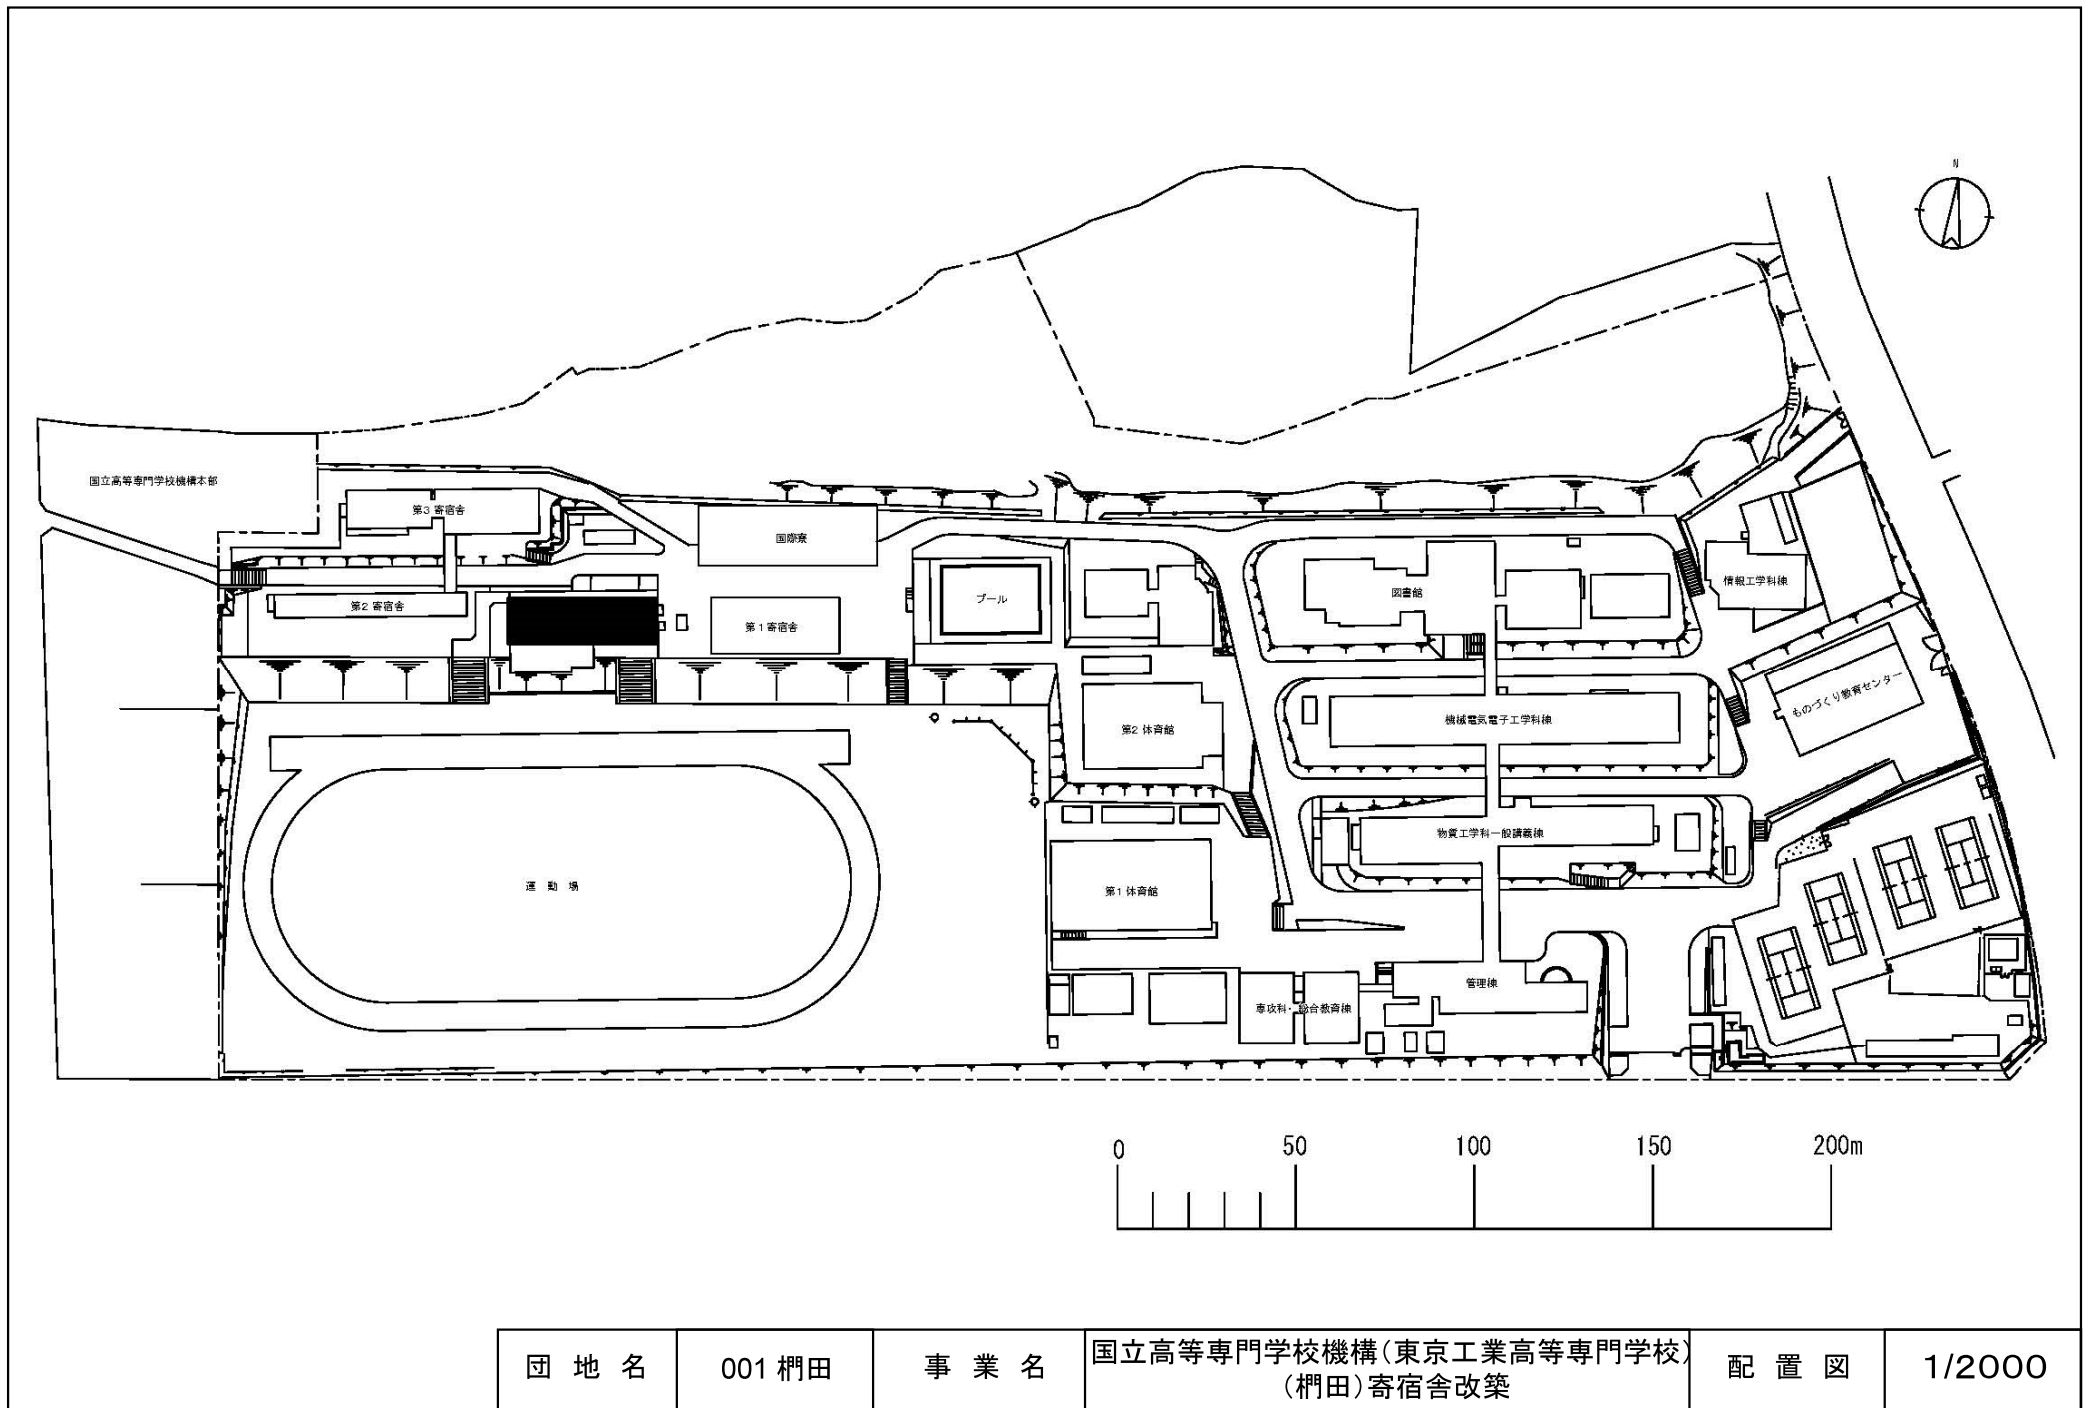 N
国立高等専門学校機構本部
第3 寄宿舎
国際寮
第2 寄宿舎
第1寄宿舎
プール
図書館
情報工学科棟
ものづくり教育センター
第2 体育館
機械電気電子工学科棟
物質工学科一般講義棟
運 動 場
第1 体育館
管理棟
専攻科・総合教育棟
0 50 100 150 200m
団 地 名 001 椚田 事 業 名 国立高等専門学校機構(東京工業高等専門学校)
(椚田)寄宿舎改築 配 置 図 1/2000